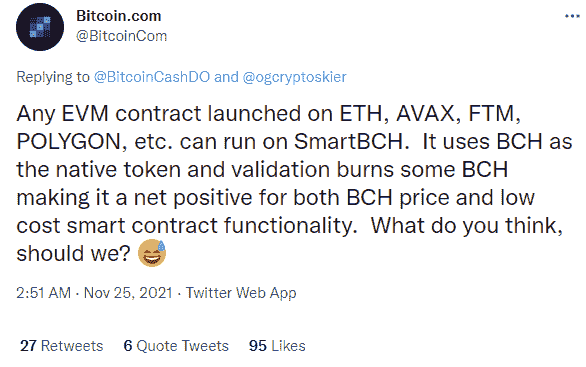 Bitcoin.com
@BitcoinCom
Replying to @BitcoinCashDO and @ogcryptoskier
Any EVM contract launched on ETH, AVAX, FTM,
POLYGON, etc. can run on SmartBCH.  It uses BCH as
the native token and validation burns some BCH
making it a net positive for both BCH price and low
cost smart contract functionality.  What do you think,
should we? 😅
2:51 AM · Nov 25, 2021 · Twitter Web App
27 Retweets 6 Quote Tweets 95 Likes